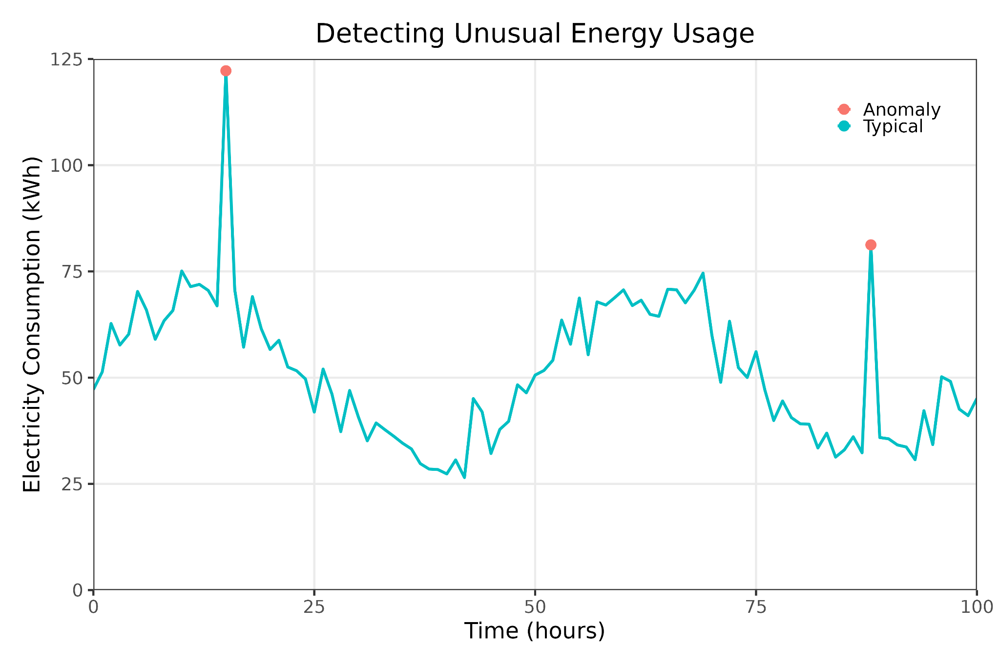 Detecting Unusual Energy Usage
125
100
75
50
25
0
Electricity Consumption (kWh)
Anomaly
Typical
0 25 50 75 100
Time (hours)